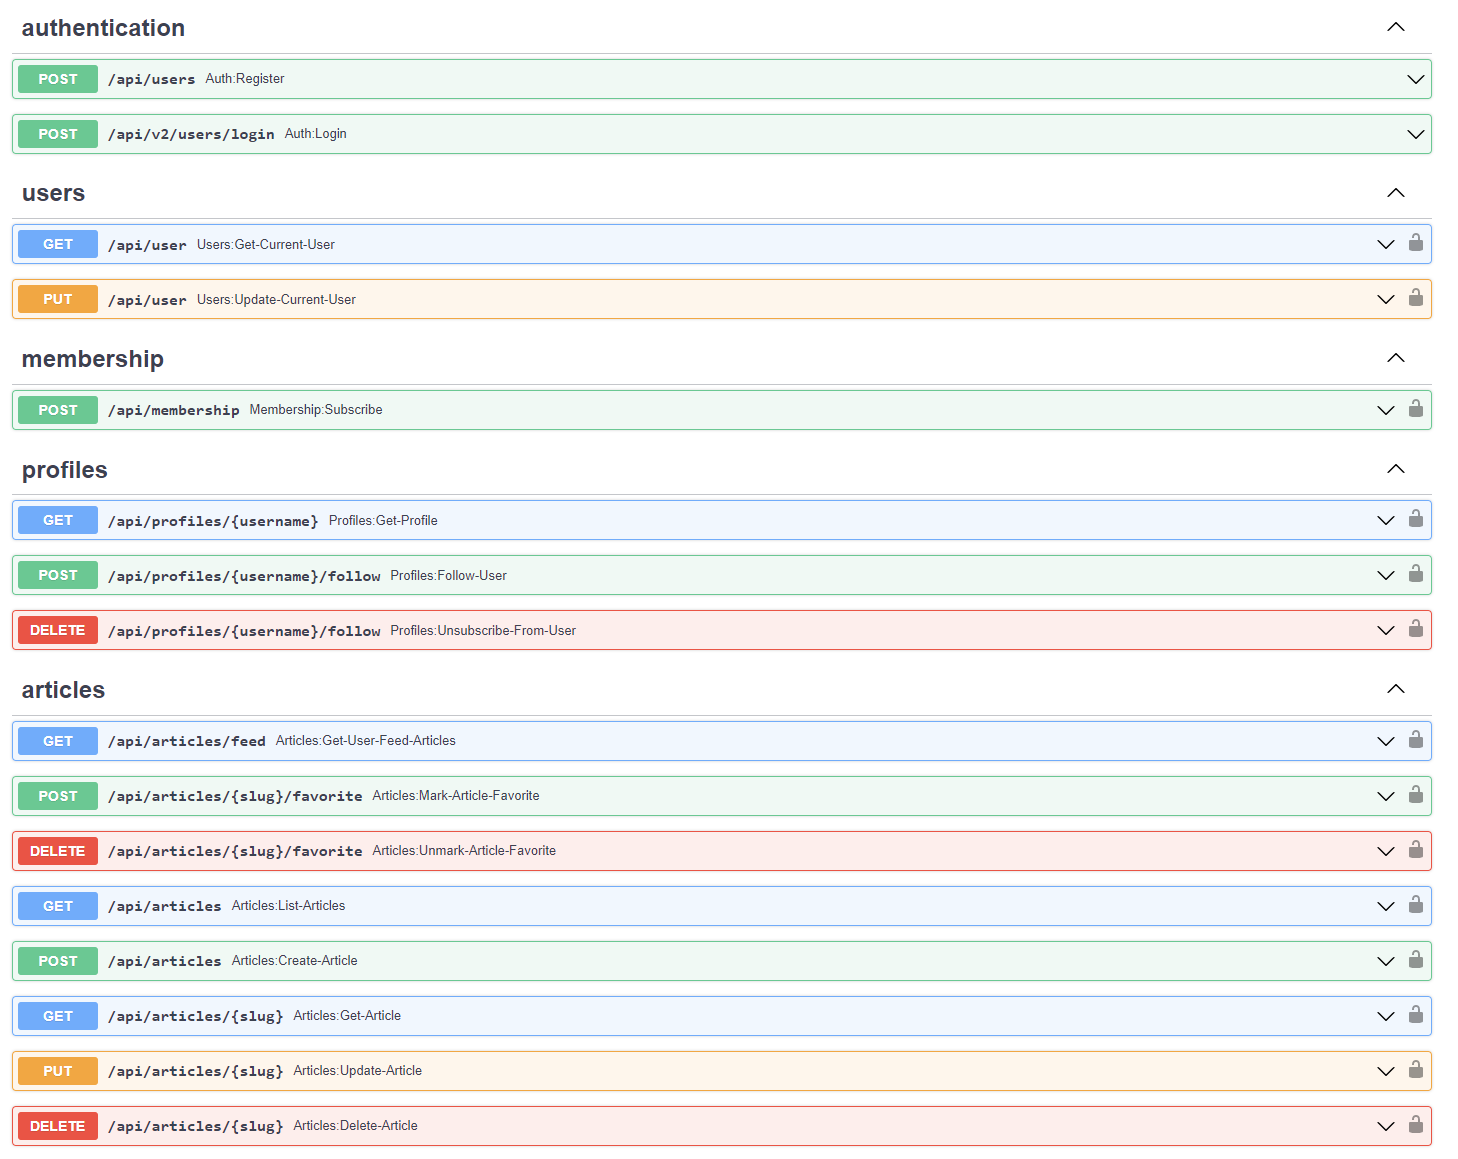 authentication
POST /api/users Auth:Register
POST /api/v2/users/login Auth:Login
users
GET /api/user Users:Get-Current-User
PUT /api/user Users:Update-Current-User
membership
POST /api/membership Membership:Subscribe
profiles
GET /api/profiles/{username} Profiles:Get-Profile
POST /api/profiles/{username}/follow Profiles:Follow-User
DELETE /api/profiles/{username}/follow Profiles:Unsubscribe-From-User
articles
GET /api/articles/feed Articles:Get-User-Feed-Articles
POST /api/articles/{slug}/favorite Articles:Mark-Article-Favorite
DELETE /api/articles/{slug}/favorite Articles:Unmark-Article-Favorite
GET /api/articles Articles:List-Articles
POST /api/articles Articles:Create-Article
GET /api/articles/{slug} Articles:Get-Article
PUT /api/articles/{slug} Articles:Update-Article
DELETE /api/articles/{slug} Articles:Delete-Article